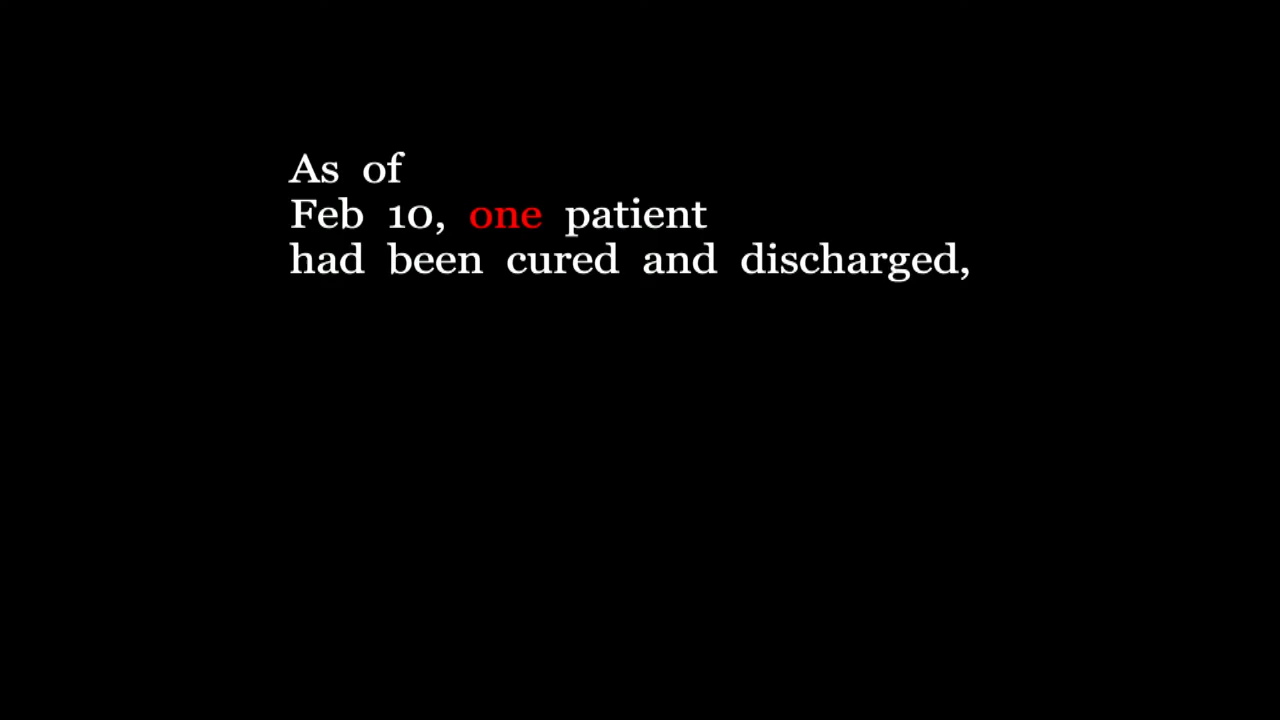 As of
Feb 10, one patient
had been cured and discharged,